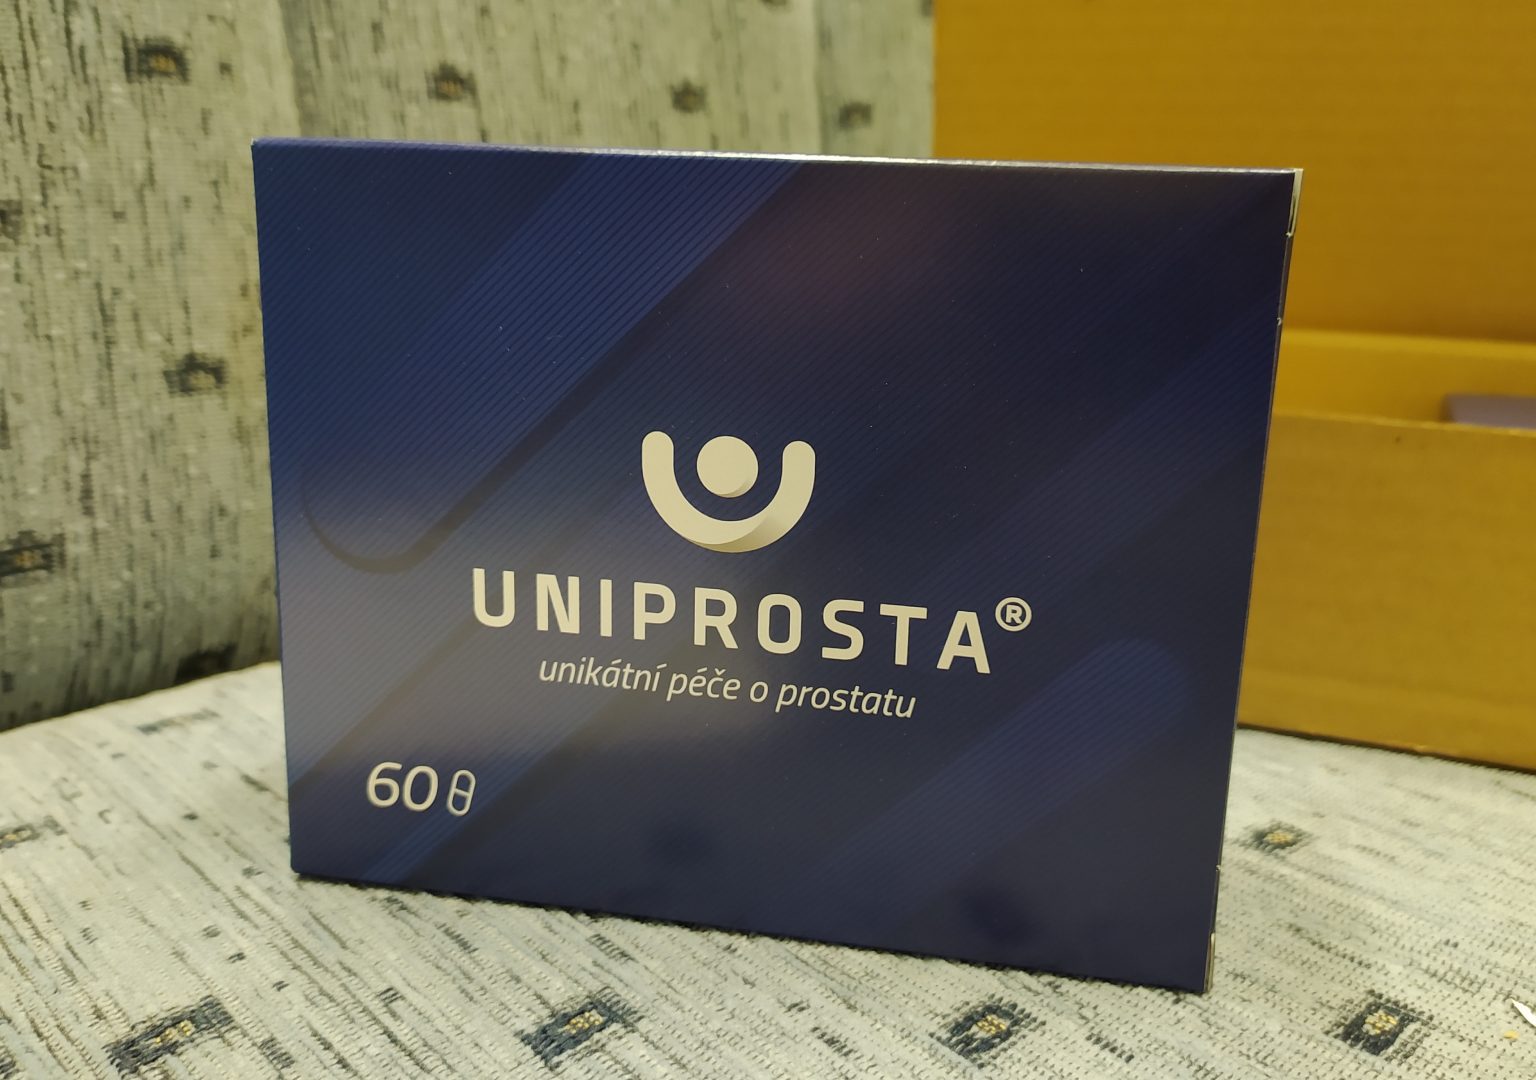 UNIPROSTA®
unikátní péče o prostatu
60